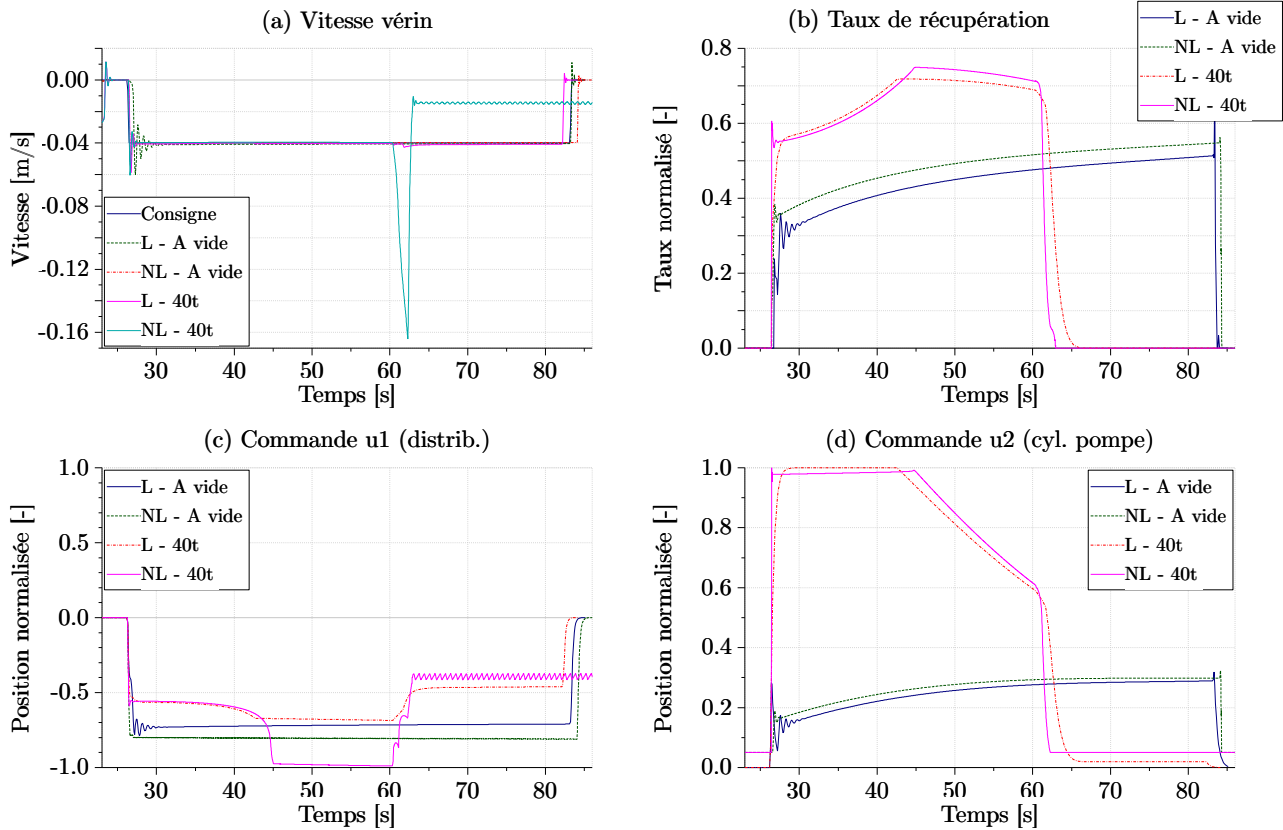 (a) Vitesse vérin
0.00
-0.04
-0.08
-0.12
-0.16
Vitesse [m/s]
Consigne
L - A vide
NL - A vide
L - 40t
NL - 40t
30 40 50 60 70 80
Temps [s]
(b) Taux de récupération
L - A vide
NL - A vide
L - 40t
NL - 40t
0.8
0.6
0.4
0.2
0.0
Taux normalisé [-]
30 40 50 60 70 80
Temps [s]
(c) Commande u1 (distrib.)
1.0
0.5
0.0
-0.5
-1.0
Position normalisée [-]
L - A vide
NL - A vide
L - 40t
NL - 40t
30 40 50 60 70 80
Temps [s]
(d) Commande u2 (cyl. pompe)
1.0
0.8
0.6
0.4
0.2
0.0
Position normalisée [-]
L - A vide
NL - A vide
L - 40t
NL - 40t
30 40 50 60 70 80
Temps [s]